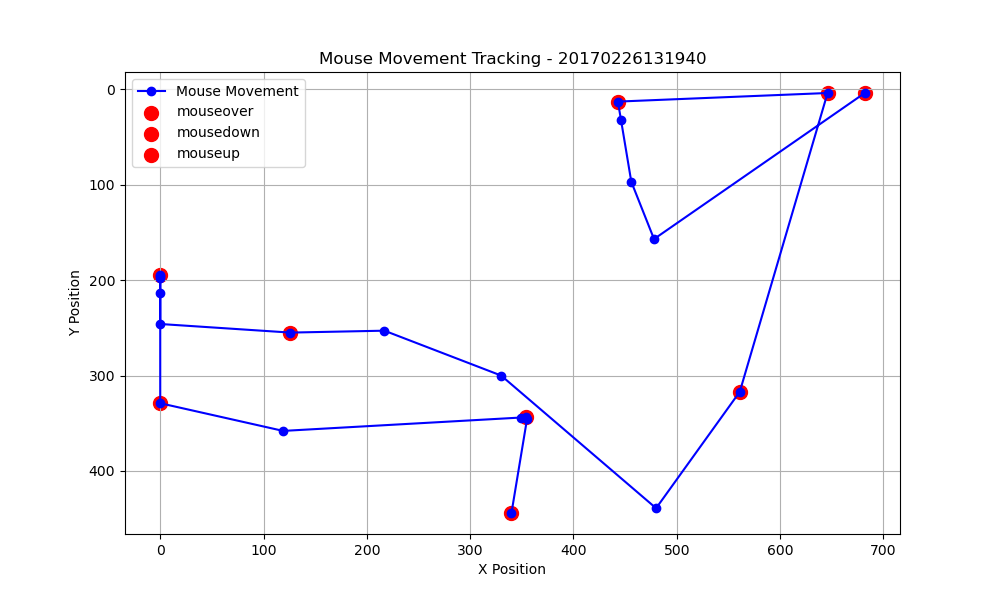 Mouse Movement Tracking - 20170226131940
Mouse Movement
mouseover
mousedown
mouseup
Y Position
0
100
200
300
400
0 100 200 300 400 500 600 700
X Position